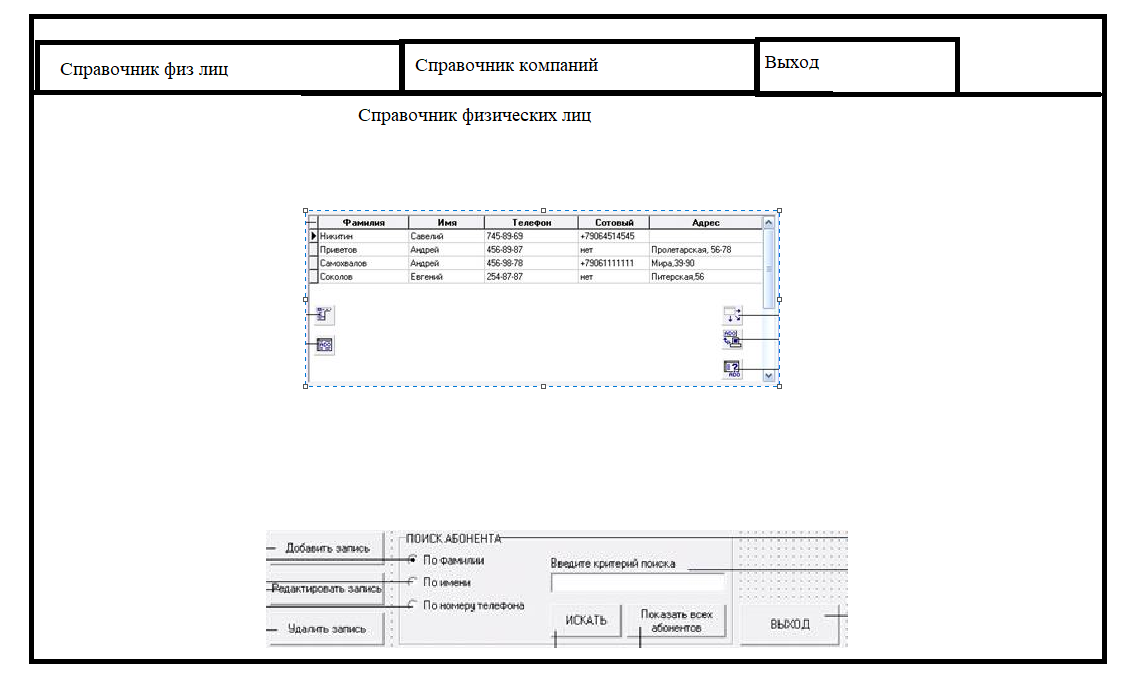 Справочник физ лиц
Справочник компаний
Выход
Справочник физических лиц
Фамилия Имя Телефон Сотовый Адрес
Никитин Савелий 745-89-69 +79064514545
Приветов Андрей 456-89-87 нет Пролетарская, 56-78
Самохвалов Андрей 456-98-78 +79061111111 Мира,39-90
Соколов Евгений 254-87-87 нет Питерская,56
ADO
ADO
ADO
Добавить запись
Редактировать запись
Удалить запись
ПОИСК АБОНЕНТА
По фамилии
По имени
По номеру телефона
Введите критерий поиска
ИСКАТЬ
Показать всех
абонентов
ВЫХОД